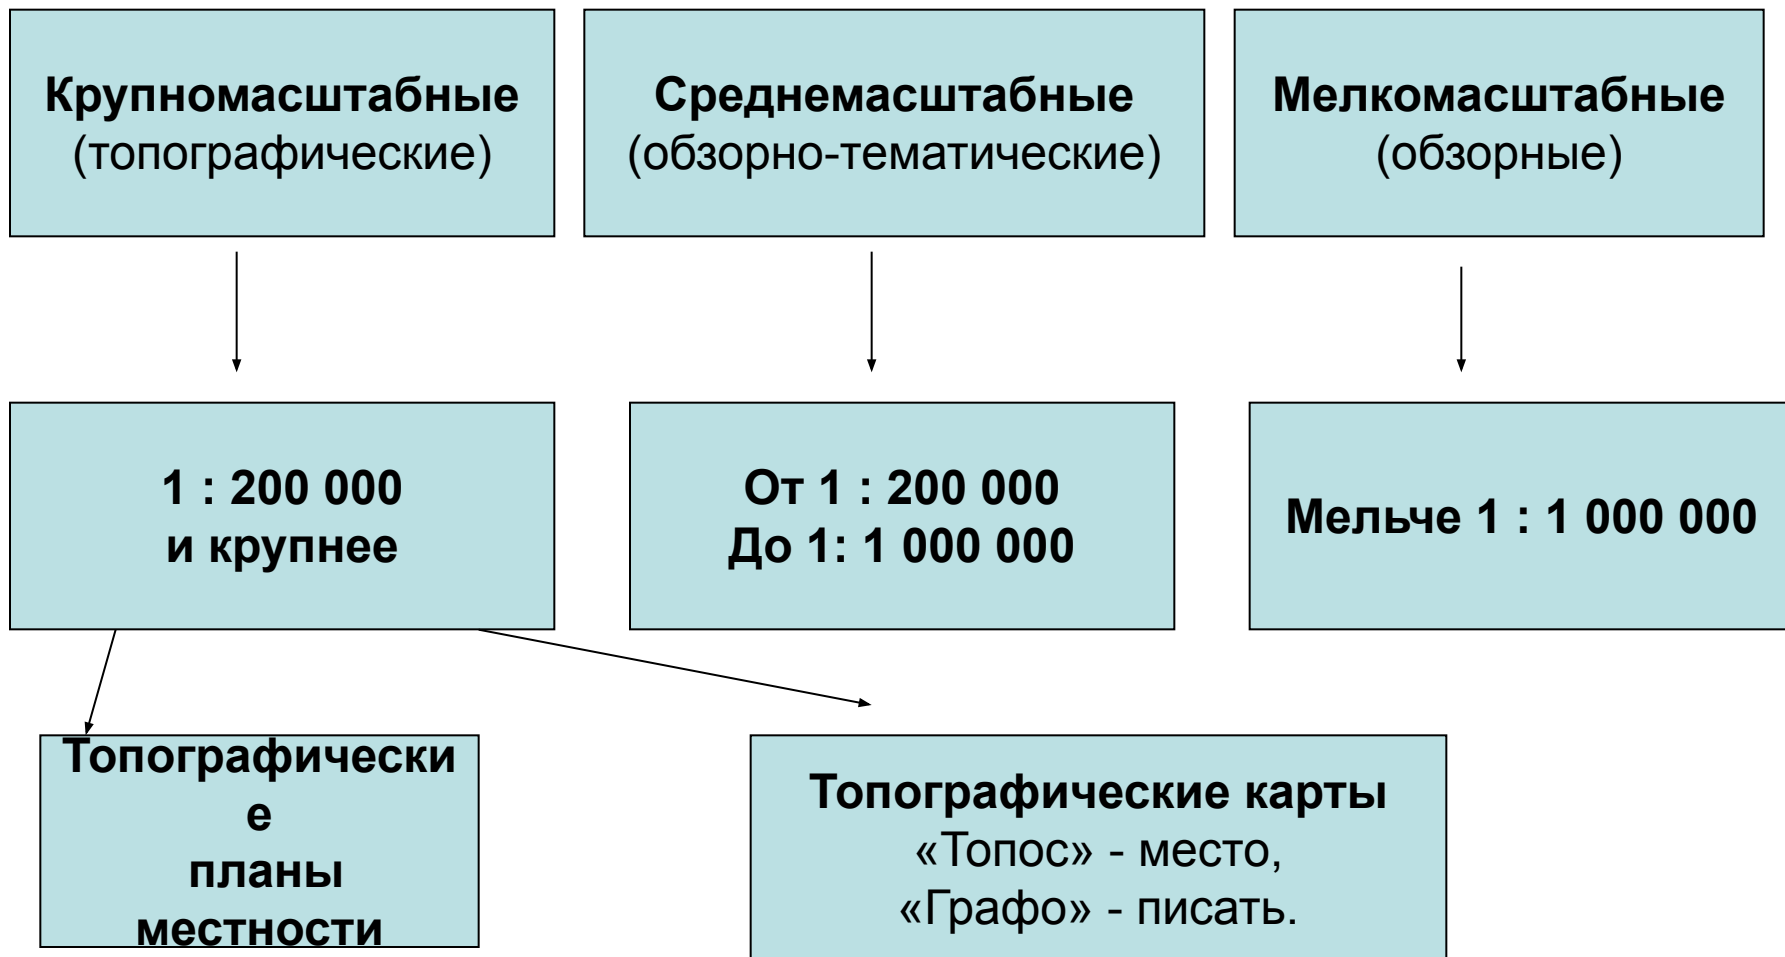 Крупномасштабные
(топографические)
Среднемасштабные
(обзорно-тематические)
Мелкомасштабные
(обзорные)
1 : 200 000
и крупнее
От 1 : 200 000
До 1: 1 000 000
Мельче 1 : 1 000 000
Топографически
е
планы
местности
Топографические карты
«Топос» - место,
«Графо» - писать.